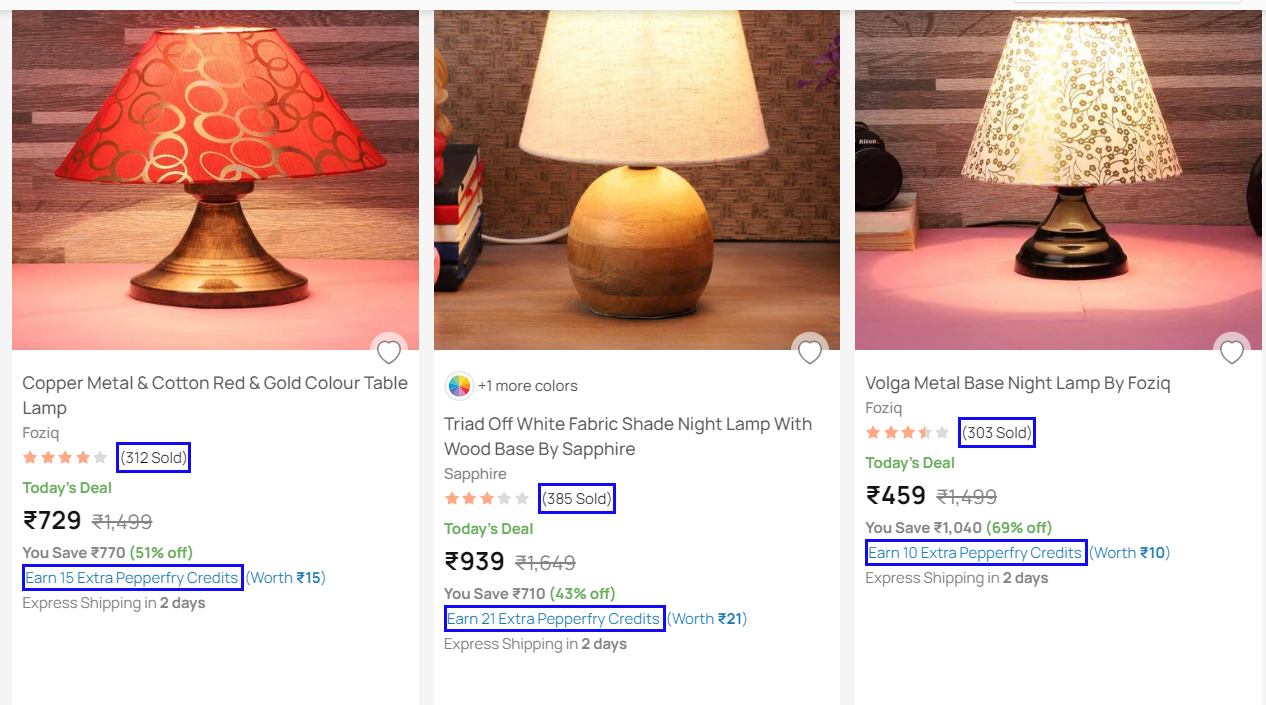 Nikon
Copper Metal & Cotton Red & Gold Colour Table
Lamp
Foziq
(312 Sold)
Today's Deal
₹729 ₹1,499
You Save ₹770 (51% off)
Earn 15 Extra Pepperfry Credits (Worth ₹15)
Express Shipping in 2 days
+1 more colors
Triad Off White Fabric Shade Night Lamp With
Wood Base By Sapphire
Sapphire
(385 Sold)
Today's Deal
₹939 ₹1,649
You Save ₹710 (43% off)
Earn 21 Extra Pepperfry Credits (Worth ₹21)
Express Shipping in 2 days
Volga Metal Base Night Lamp By Foziq
Foziq
(303 Sold)
Today's Deal
₹459 ₹1,499
You Save ₹1,040 (69% off)
Earn 10 Extra Pepperfry Credits (Worth ₹10)
Express Shipping in 2 days